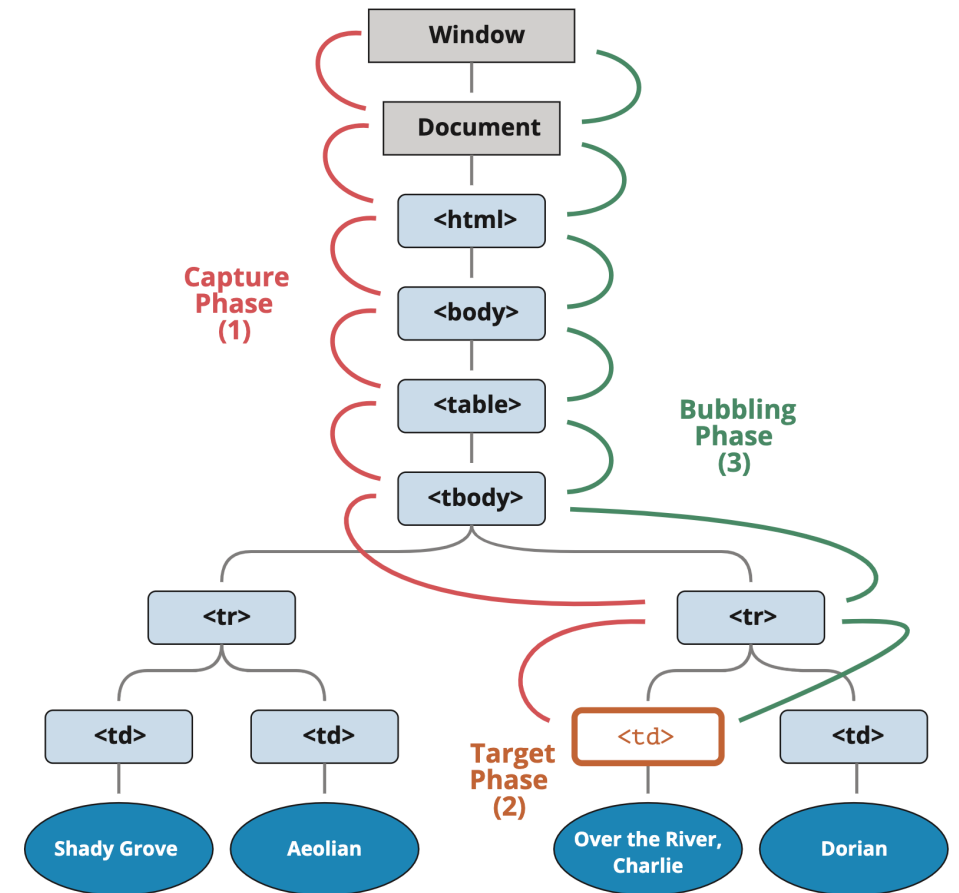 Window
Document
<html>
Capture
Phase
(1)
<body>
<table>
Bubbling
Phase
(3)
<tbody>
<tr>
<tr>
<td>
<td>
<td>
<td>
Target
Phase
(2)
Shady Grove
Aeolian
Over the River,
Charlie
Dorian